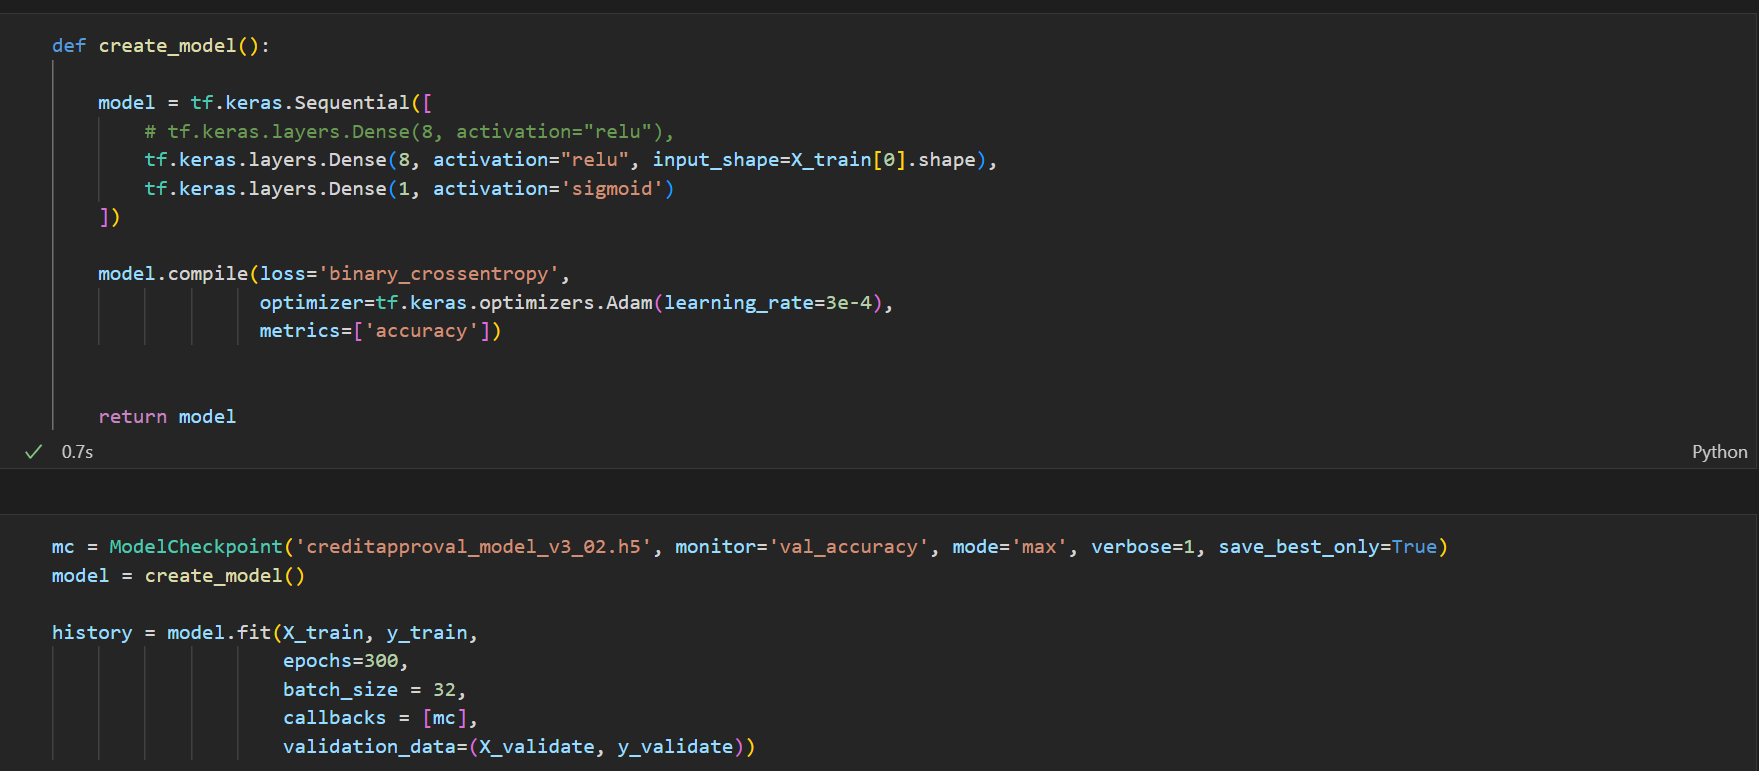 def create_model():
model = tf.keras.Sequential([
# tf.keras.layers.Dense(8, activation="relu"),
tf.keras.layers.Dense(8, activation="relu", input_shape=X_train[0].shape),
tf.keras.layers.Dense(1, activation='sigmoid')
])
model.compile(loss='binary_crossentropy',
optimizer=tf.keras.optimizers.Adam(learning_rate=3e-4),
metrics=['accuracy'])
return model
0.7s
Python
mc = ModelCheckpoint('creditapproval_model_v3_02.h5', monitor='val_accuracy', mode='max', verbose=1, save_best_only=True)
model = create_model()
history = model.fit(X_train, y_train,
epochs=300,
batch_size = 32,
callbacks = [mc],
validation_data=(X_validate, y_validate))